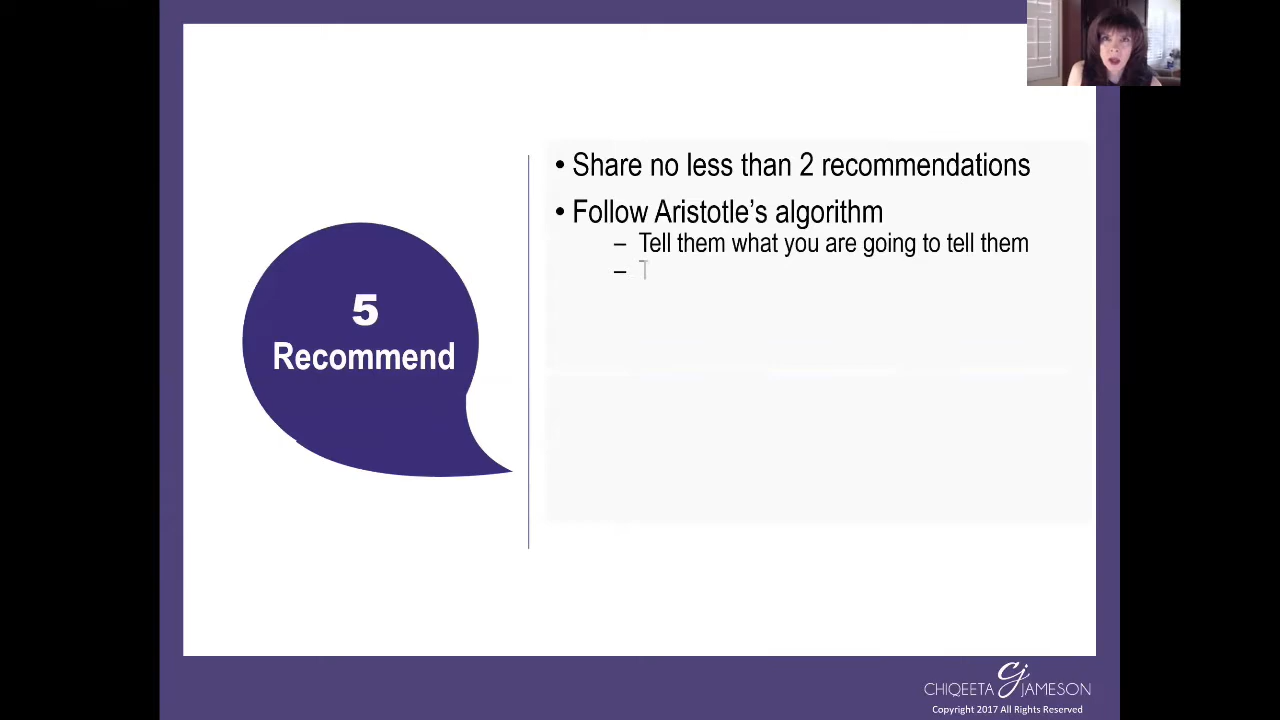 • Share no less than 2 recommendations
• Follow Aristotle’s algorithm
– Tell them what you are going to tell them
– T
5
Recommend
CHIQEETA CJ JAMESON
Copyright 2017 All Rights Reserved